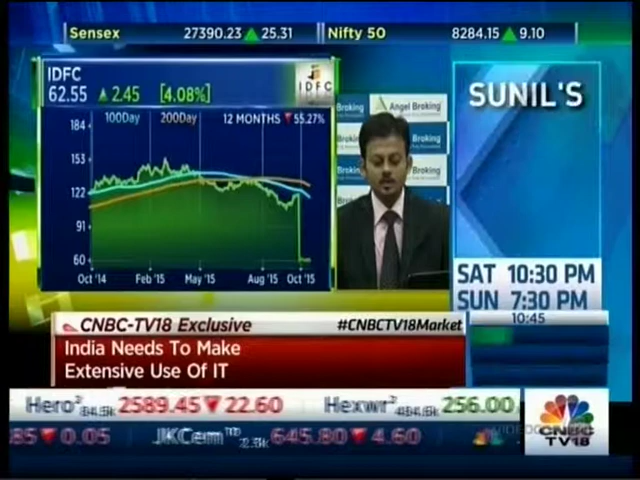 Sensex 27390.23 ▲ 25.31 Nifty 50 8284.15 ▲ 9.10
IDFC
62.55 ▲ 2.45 [4.08%]
IDFC
100Day 200Day 12 MONTHS ▼ 55.27%
184
153
122
91
60
Oct '14 Feb '15 May '15 Aug '15 Oct '15
Broking Angel Broking
Broking
SUNIL'S
SAT 10:30 PM
SUN 7:30 PM
10:45
CNBC-TV18 Exclusive #CNBCTV18Market
India Needs To Make
Extensive Use Of IT
Hero² 2589.45 ▼ 22.60 Hexwr² 256.00
85 ▼ 0.05 JKCem 645.80 ▼ 4.60
CNBC
TV18